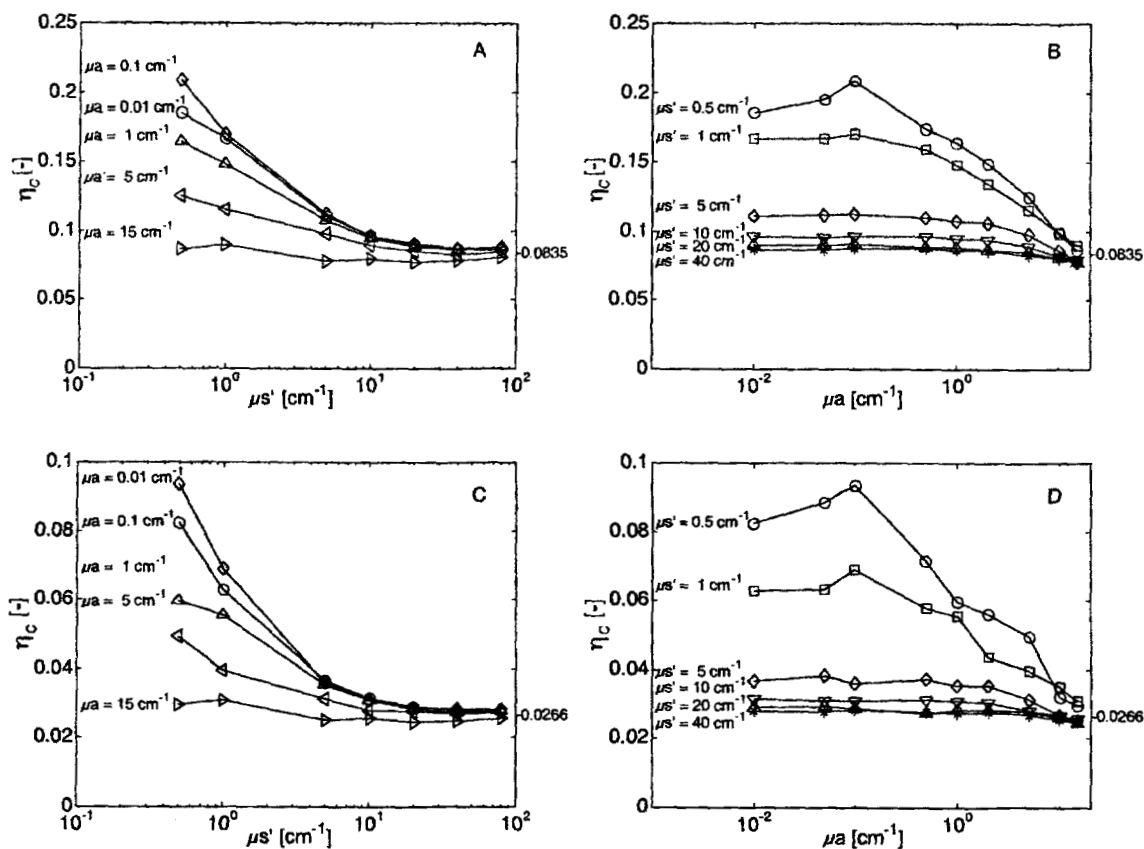 A
0.25
0.2
0.15
0.1
0.05
0
μa = 0.1 cm⁻¹
μa = 0.01 cm⁻¹
μa = 1 cm⁻¹
μa = 5 cm⁻¹
μa = 15 cm⁻¹
0.0835
ηc [-]
10⁻¹ 10⁰ 10¹ 10²
μs' [cm⁻¹]
B
0.25
0.2
0.15
0.1
0.05
0
μs' = 0.5 cm⁻¹
μs' = 1 cm⁻¹
μs' = 5 cm⁻¹
μs' = 10 cm⁻¹
μs' = 20 cm⁻¹
μs' = 40 cm⁻¹
0.0835
ηc [-]
10⁻² 10⁰
μa [cm⁻¹]
C
0.1
0.08
0.06
0.04
0.02
0
μa = 0.01 cm⁻¹
μa = 0.1 cm⁻¹
μa = 1 cm⁻¹
μa = 5 cm⁻¹
μa = 15 cm⁻¹
0.0266
ηc [-]
10⁻¹ 10⁰ 10¹ 10²
μs' [cm⁻¹]
D
0.1
0.08
0.06
0.04
0.02
0
μs' = 0.5 cm⁻¹
μs' = 1 cm⁻¹
μs' = 5 cm⁻¹
μs' = 10 cm⁻¹
μs' = 20 cm⁻¹
μs' = 40 cm⁻¹
0.0266
ηc [-]
10⁻² 10⁰
μa [cm⁻¹]